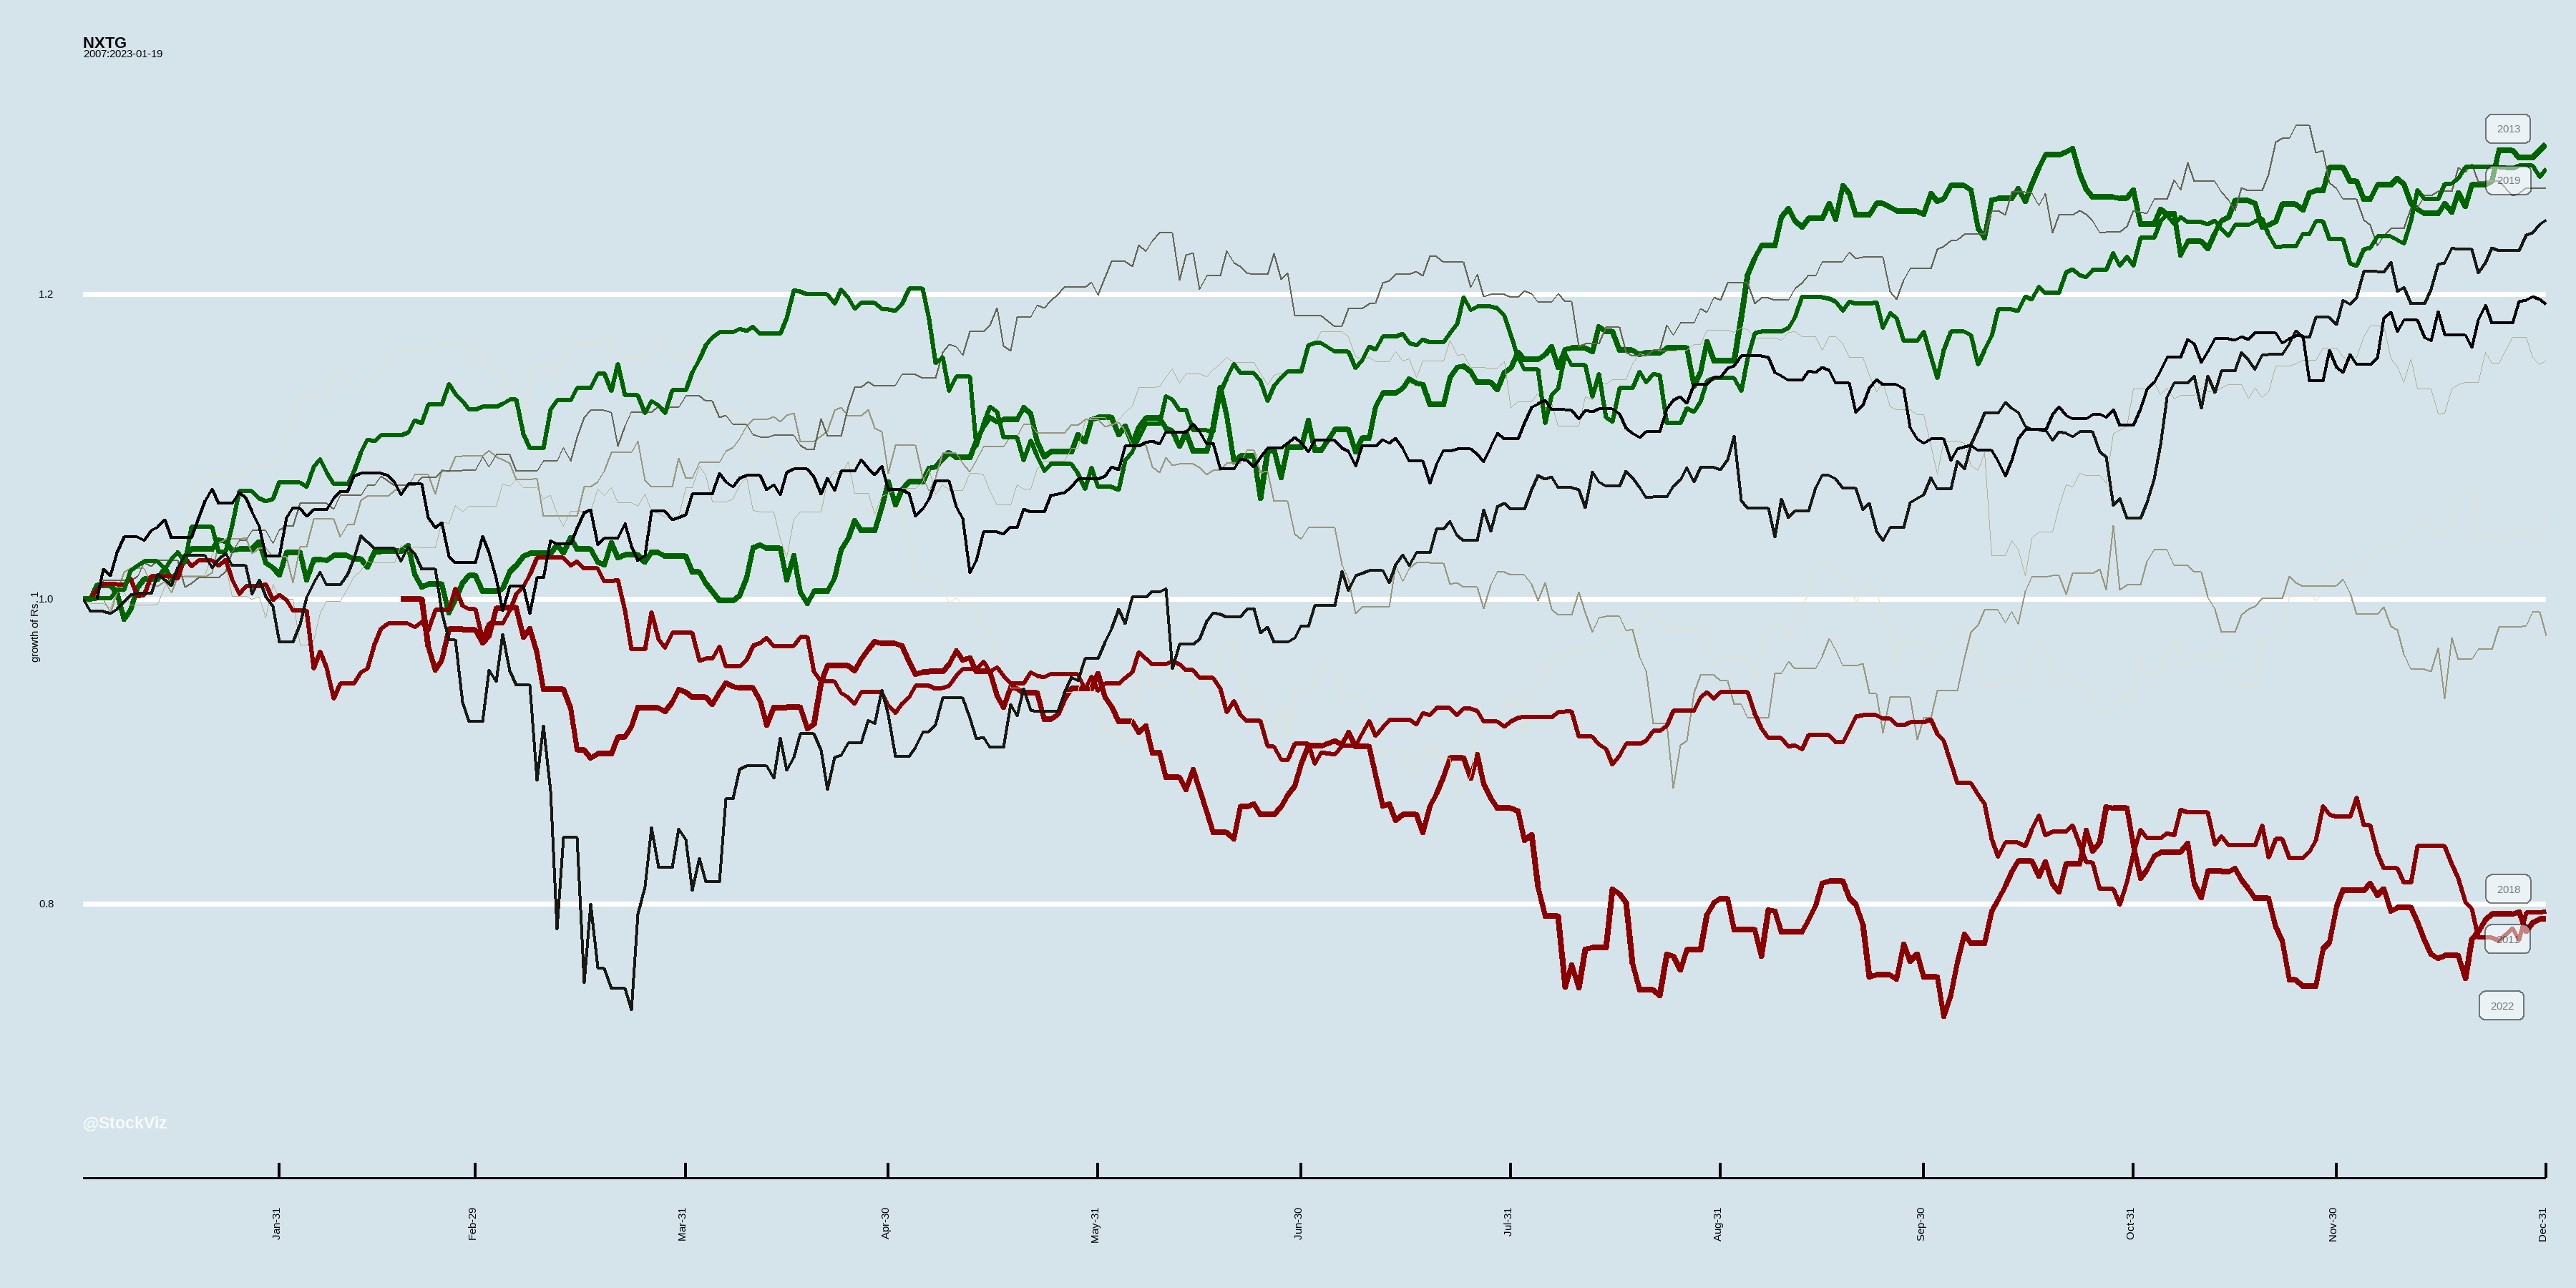 NXTG
2007:2023-01-19
2013
2019
1.2
1.0
growth of Rs. 1
0.8
2018
2011
2022
@StockViz
Jan-31
Feb-29
Mar-31
Apr-30
May-31
Jun-30
Jul-31
Aug-31
Sep-30
Oct-31
Nov-30
Dec-31